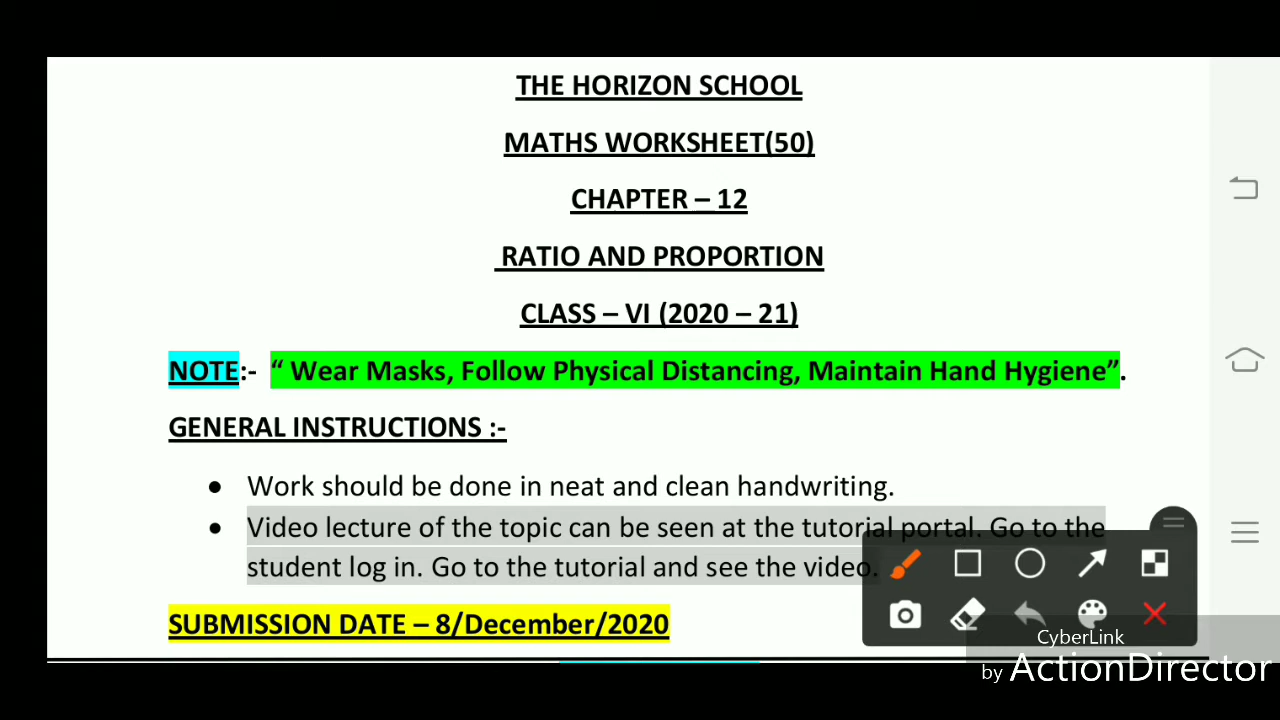 THE HORIZON SCHOOL
MATHS WORKSHEET(50)
CHAPTER – 12
RATIO AND PROPORTION
CLASS – VI (2020 – 21)
NOTE:- “ Wear Masks, Follow Physical Distancing, Maintain Hand Hygiene”.
GENERAL INSTRUCTIONS :-
• Work should be done in neat and clean handwriting.
• Video lecture of the topic can be seen at the tutorial portal. Go to the
student log in. Go to the tutorial and see the video.
SUBMISSION DATE – 8/December/2020
CyberLink
by ActionDirector